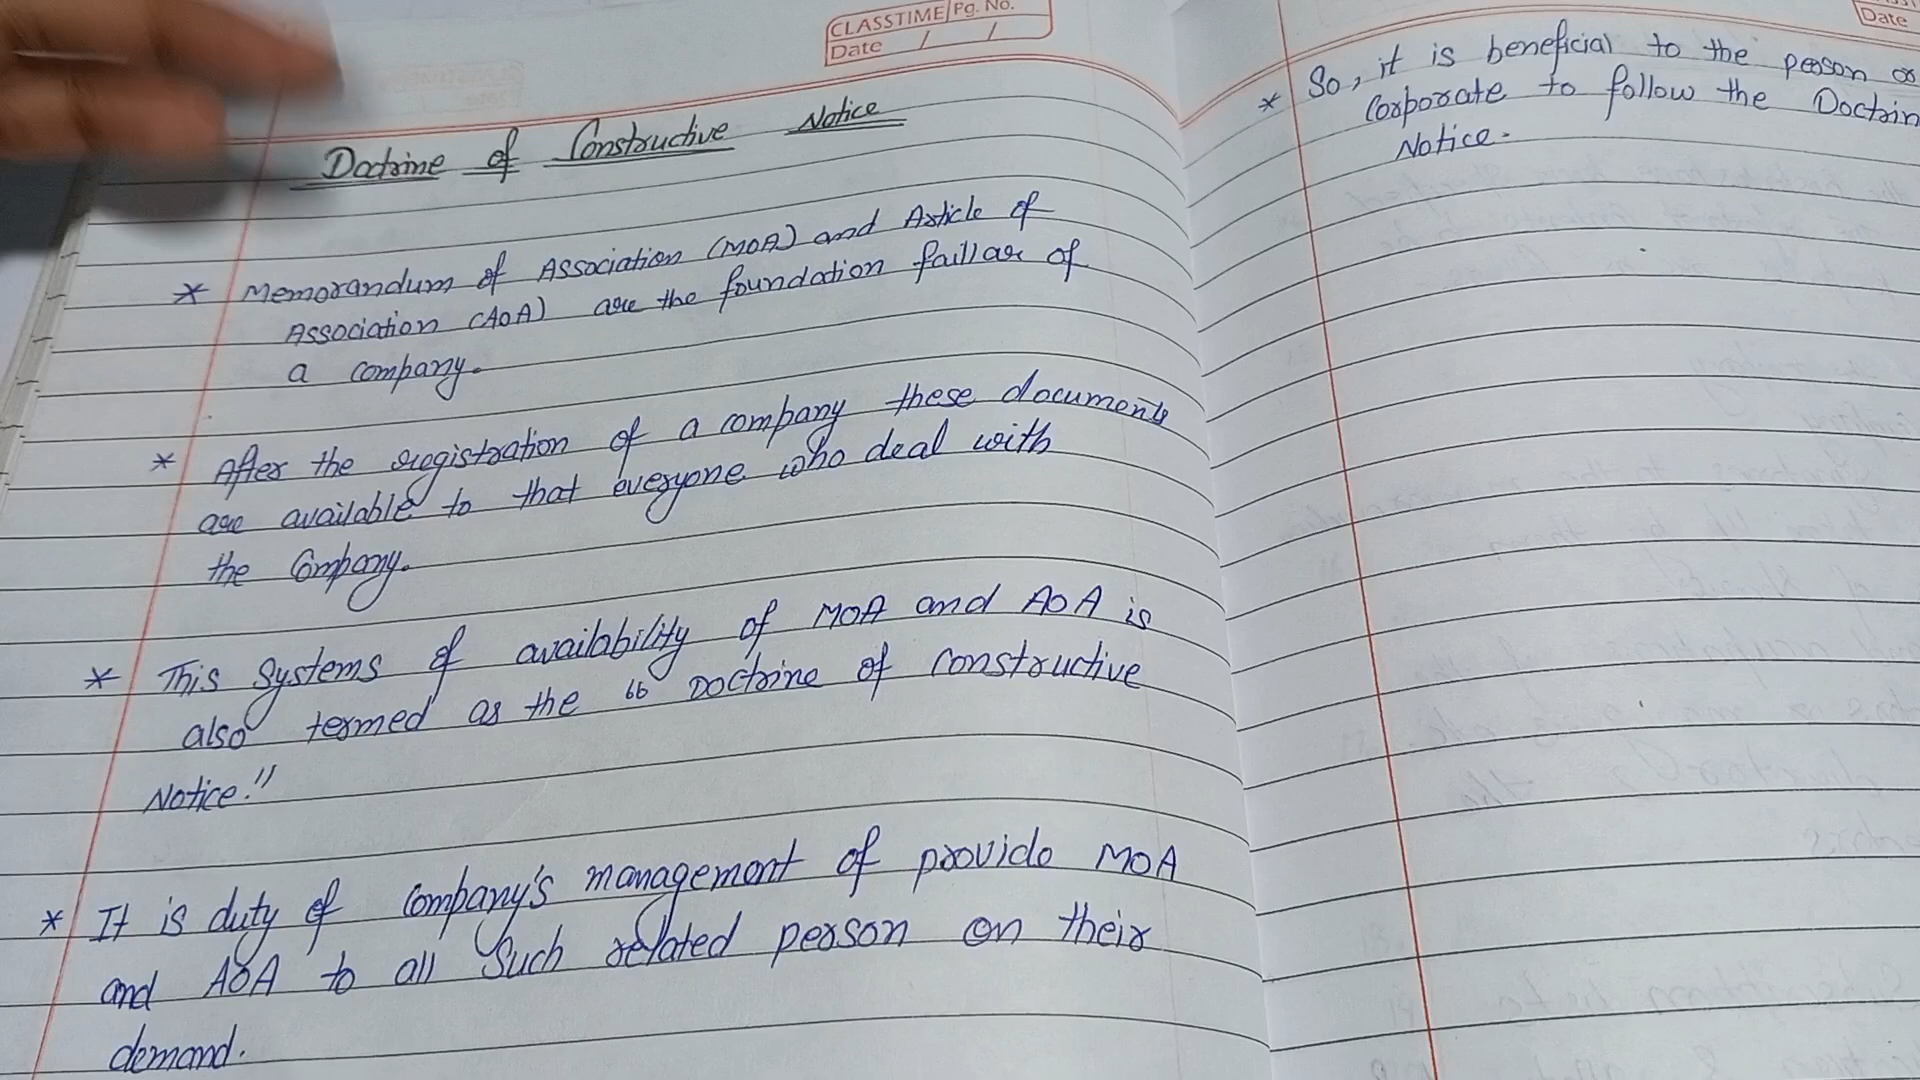 CLASSTIME Pg. No.
Date / /
Doctrine of Constructive Notice
* Memorandum of Association (MOA) and Article of
Association (AOA) are the foundation faillar of
a company.
* After the registration of a company these documents
are available to that everyone who deal with
the Company.
* This Systems of availability of MOA and AOA is
also termed as the “ Doctrine of constructive
Notice."
* It is duty of Company's management of provide MOA
and AOA to all Such related person on their
demand.
Date
* So, it is beneficial to the person or
Corporate to follow the Doctrin
Notice.